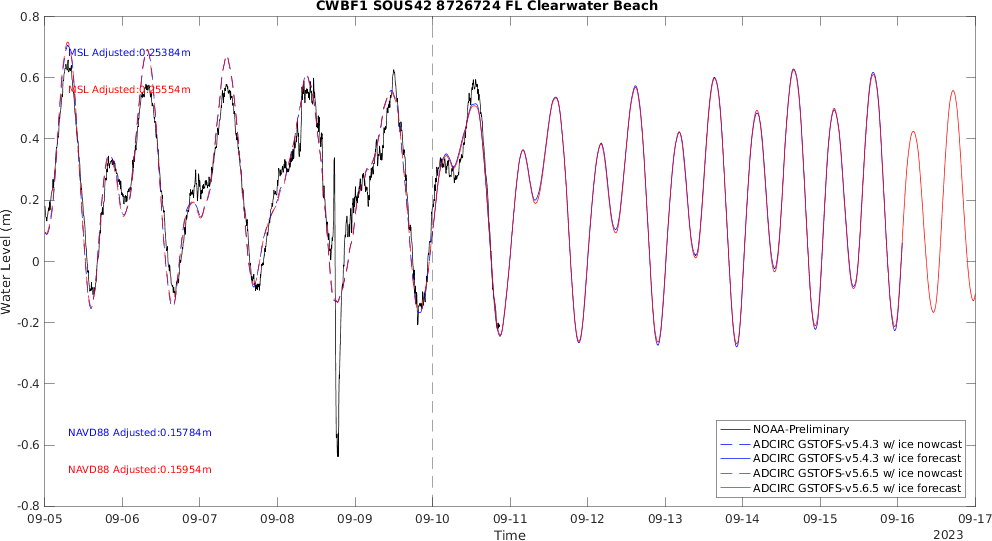 CWBF1 SOUS42 8726724 FL Clearwater Beach
0.8
MSL Adjusted:0.25384m
0.6
MSL Adjusted:0.25554m
0.4
0.2
0
-0.2
-0.4
-0.6
-0.8
Water Level (m)
NAVD88 Adjusted:0.15784m
NAVD88 Adjusted:0.15954m
NOAA-Preliminary
ADCIRC GSTOFS-v5.4.3 w/ ice nowcast
ADCIRC GSTOFS-v5.4.3 w/ ice forecast
ADCIRC GSTOFS-v5.6.5 w/ ice nowcast
ADCIRC GSTOFS-v5.6.5 w/ ice forecast
09-05 09-06 09-07 09-08 09-09 09-10 09-11 09-12 09-13 09-14 09-15 09-16 09-17
Time
2023